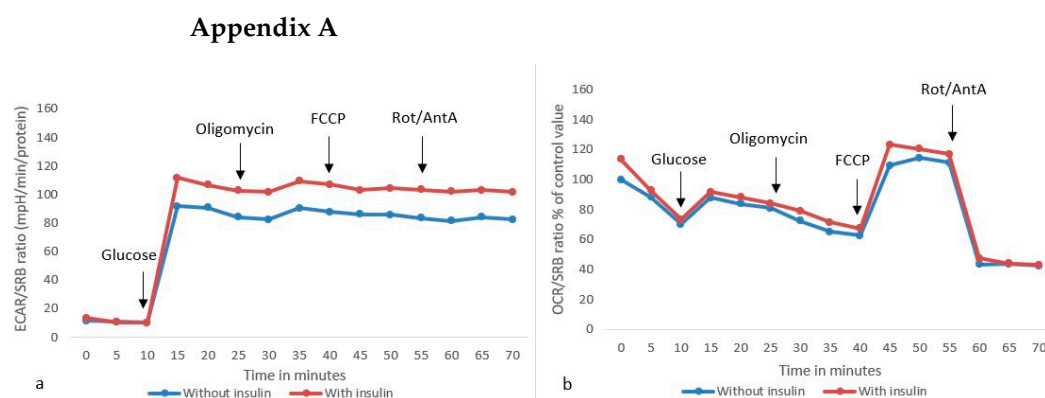 Appendix A
ECAR/SRB ratio (mpH/min/protein)
160
140
120
100
80
60
40
20
0
Glucose
Oligomycin
FCCP
Rot/AntA
0 5 10 15 20 25 30 35 40 45 50 55 60 65 70
Time in minutes
a
Without insulin With insulin
OCR/SRB ratio % of control value
160
140
120
100
80
60
40
20
0
Glucose
Oligomycin
FCCP
Rot/AntA
0 5 10 15 20 25 30 35 40 45 50 55 60 65 70
Time in minutes
b
Without insulin With insulin